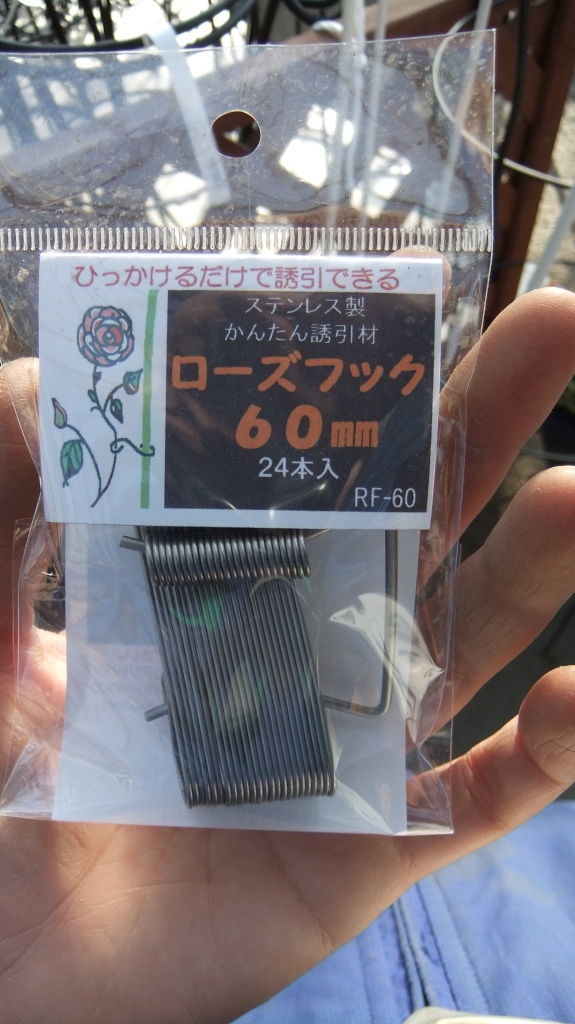 ひっかけるだけで誘引できる
ステンレス製
かんたん誘引材
ローズフック
60mm
24本入
RF-60